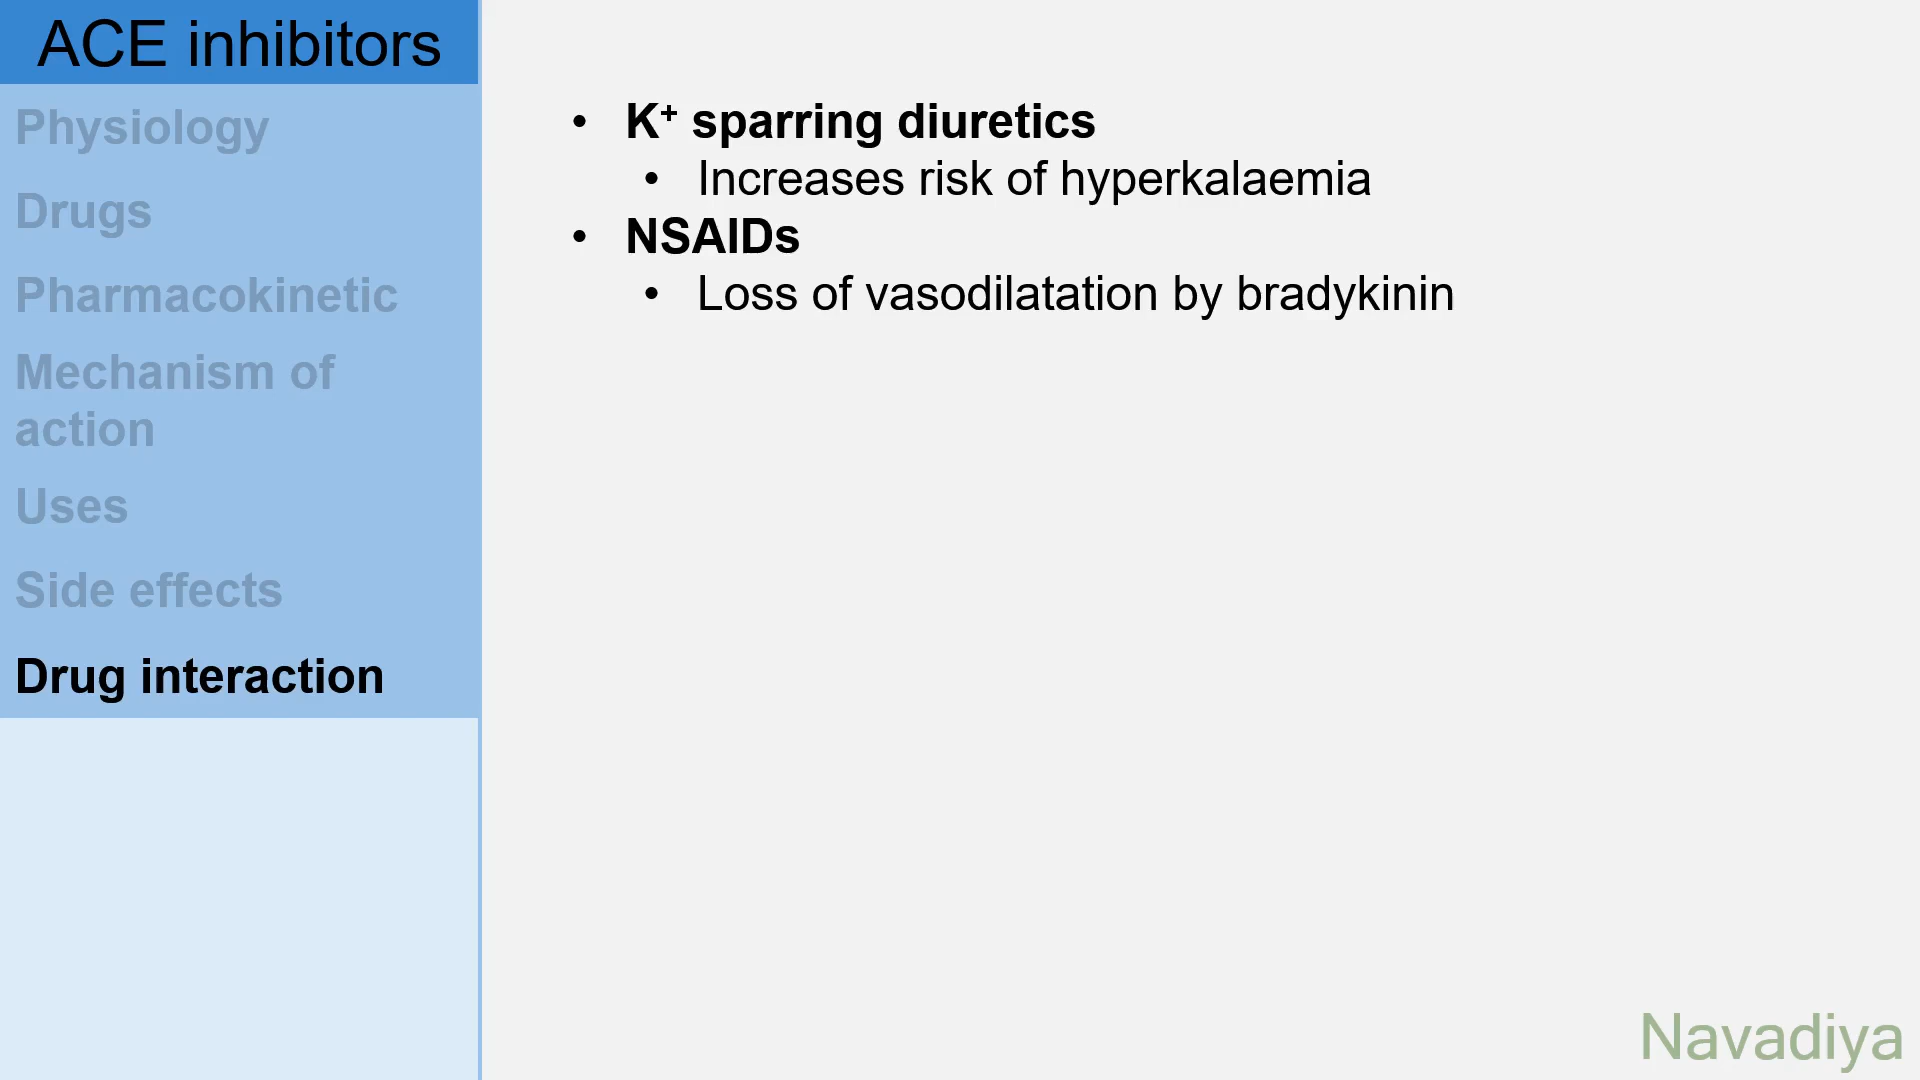 ACE inhibitors
Physiology
Drugs
Pharmacokinetic
Mechanism of
action
Uses
Side effects
Drug interaction
• K⁺ sparring diuretics
• Increases risk of hyperkalaemia
• NSAIDs
• Loss of vasodilatation by bradykinin
Navadiya